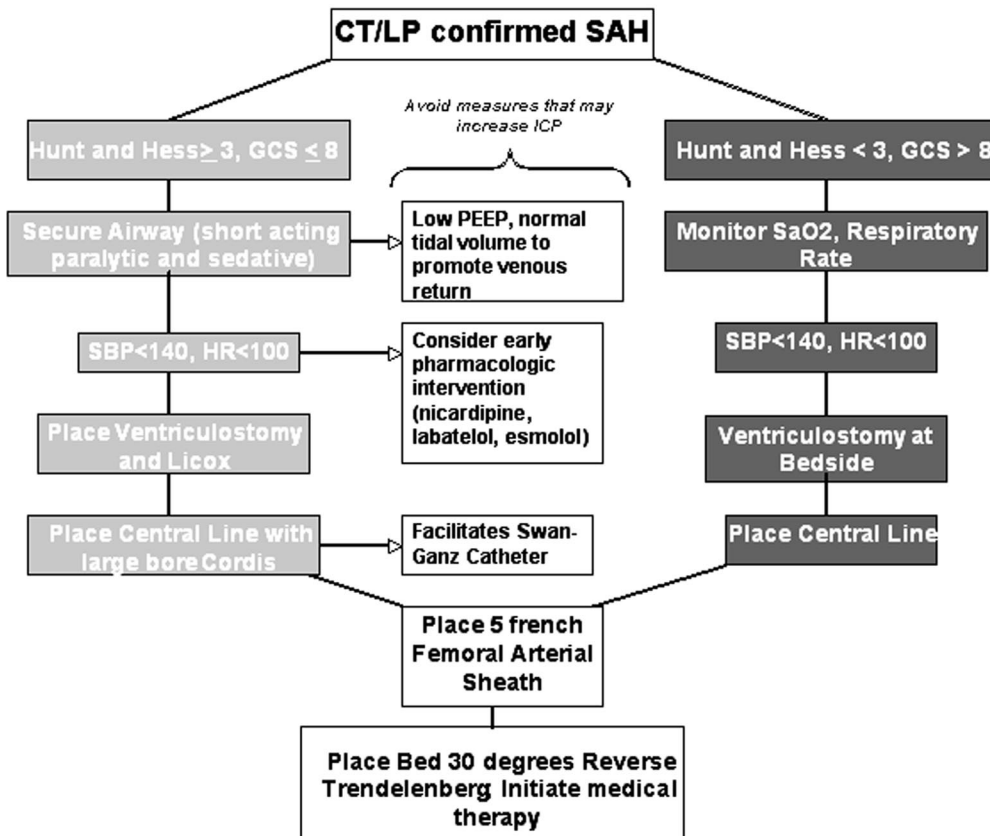 CT/LP confirmed SAH
Avoid measures that may
increase ICP
Hunt and Hess≥ 3, GCS ≤ 8
Hunt and Hess < 3, GCS > 8
Secure Airway (short acting
paralytic and sedative)
Low PEEP, normal
tidal volume to
promote venous
return
Monitor SaO2, Respiratory
Rate
SBP<140, HR<100
Consider early
pharmacologic
intervention
(nicardipine,
labatelol, esmolol)
SBP<140, HR<100
Place Ventriculostomy
and Licox
Ventriculostomy at
Bedside
Place Central Line with
large bore Cordis
Facilitates Swan-
Ganz Catheter
Place Central Line
Place 5 french
Femoral Arterial
Sheath
Place Bed 30 degrees Reverse
Trendelenberg Initiate medical
therapy